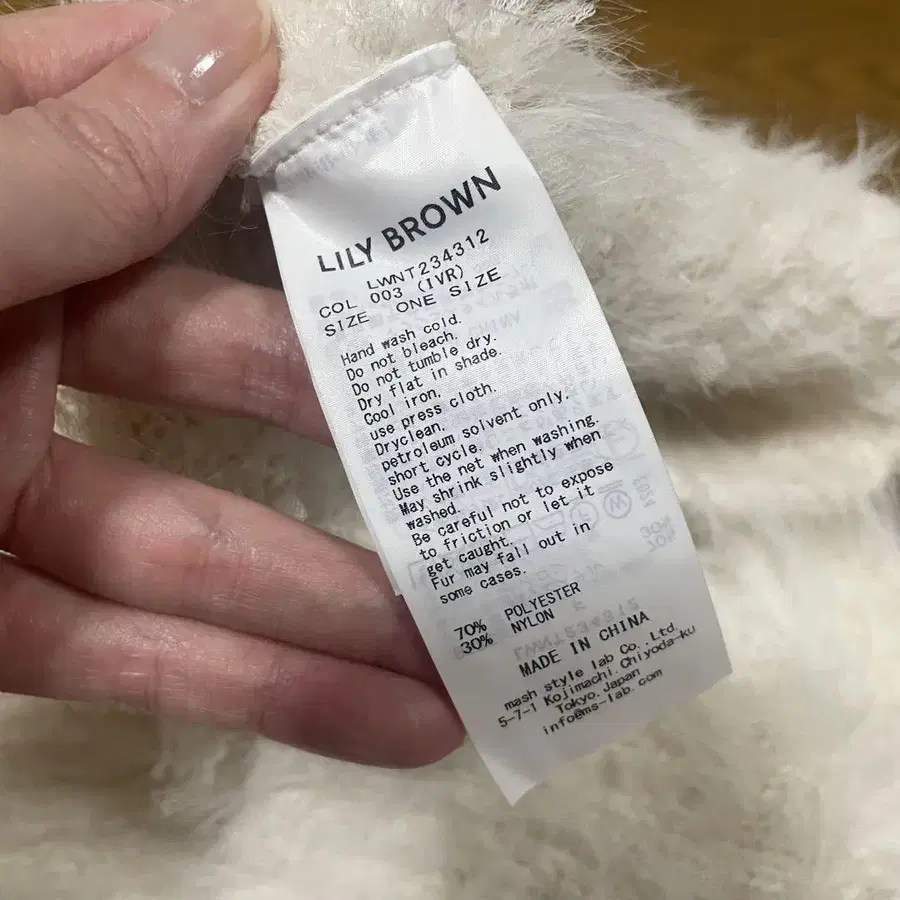 LILY BROWN
LWNT234312
COL 003 (IVR)
SIZE ONE SIZE
Hand wash cold.
Do not bleach.
Do not tumble dry.
Dry flat in shade.
Cool iron.
use press cloth.
Dryclean.
petroleum solvent only.
short cycle.
Use the net when washing.
May shrink slightly when
washed.
Be careful not to expose
to friction or let it
get caught.
Fur may fall out in
some cases.
70% POLYESTER
30% NYLON
MADE IN CHINA
mash style lab Co.,Ltd.
5-7-1 Kojimachi.Chiyoda-ku
Tokyo.Japan
info@ms-lab.com